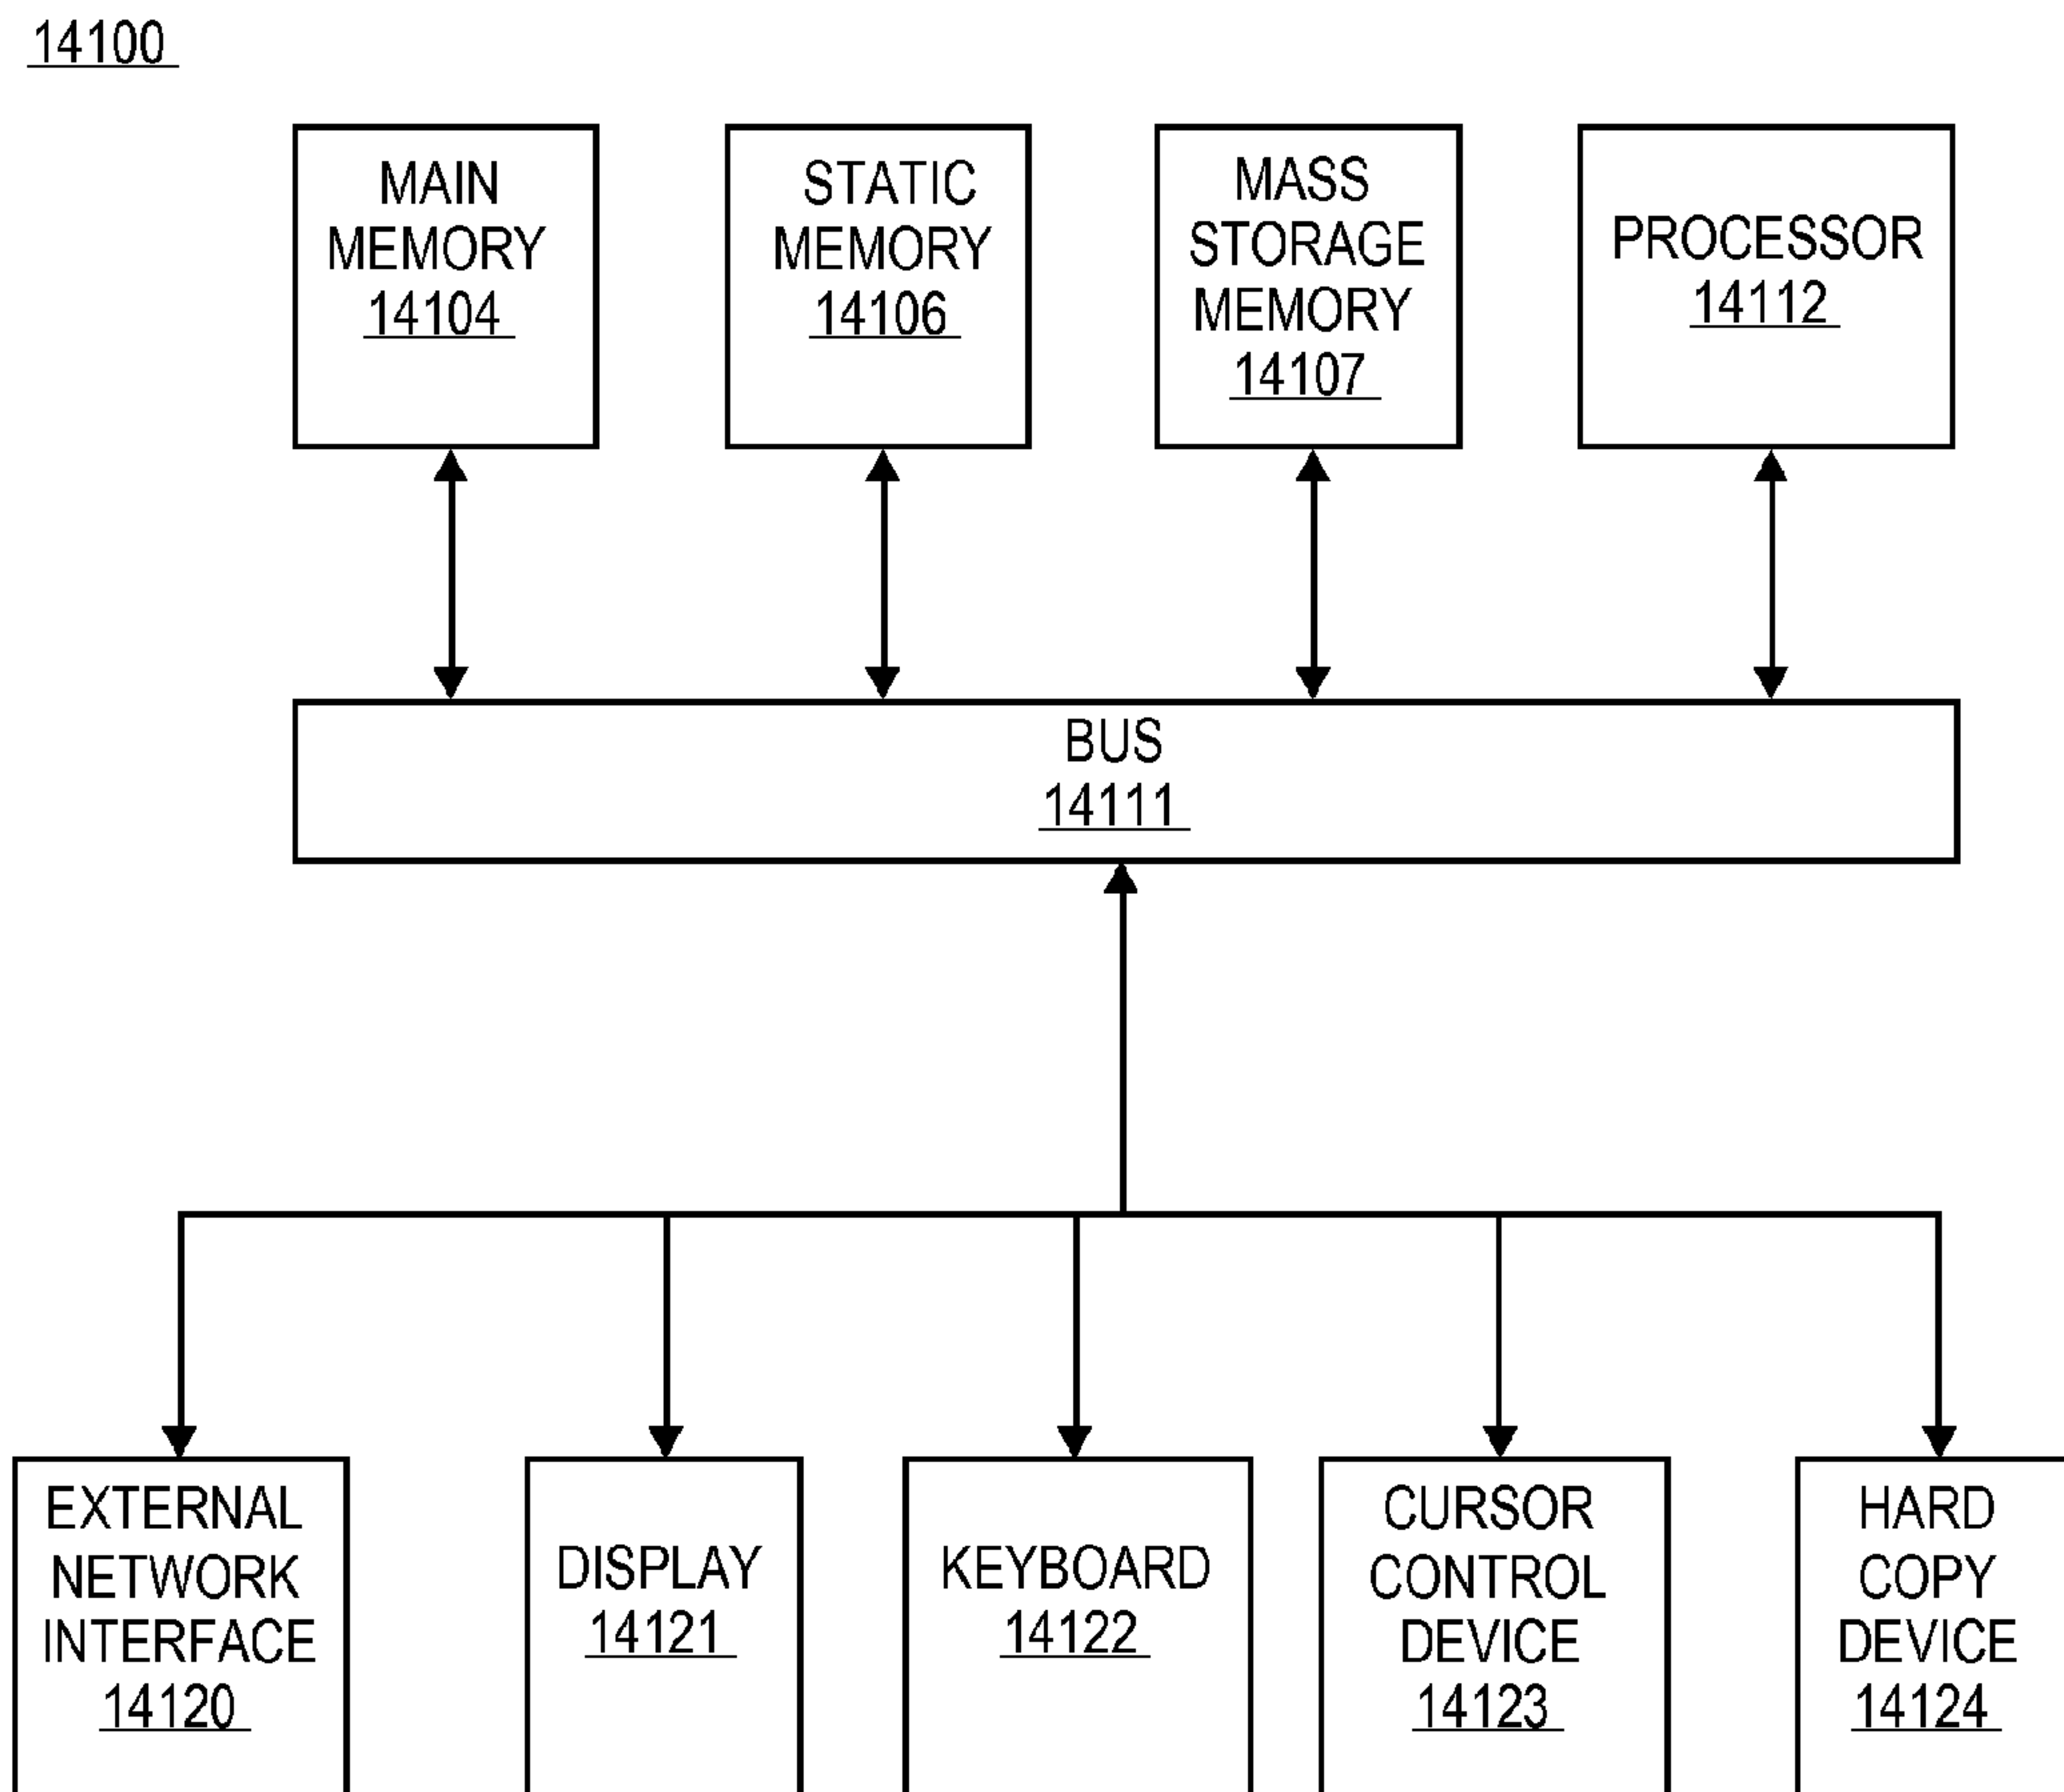 14100
MAIN
MEMORY
14104
STATIC
MEMORY
14106
MASS
STORAGE
MEMORY
14107
PROCESSOR
14112
BUS
14111
EXTERNAL
NETWORK
INTERFACE
14120
DISPLAY
14121
KEYBOARD
14122
CURSOR
CONTROL
DEVICE
14123
HARD
COPY
DEVICE
14124